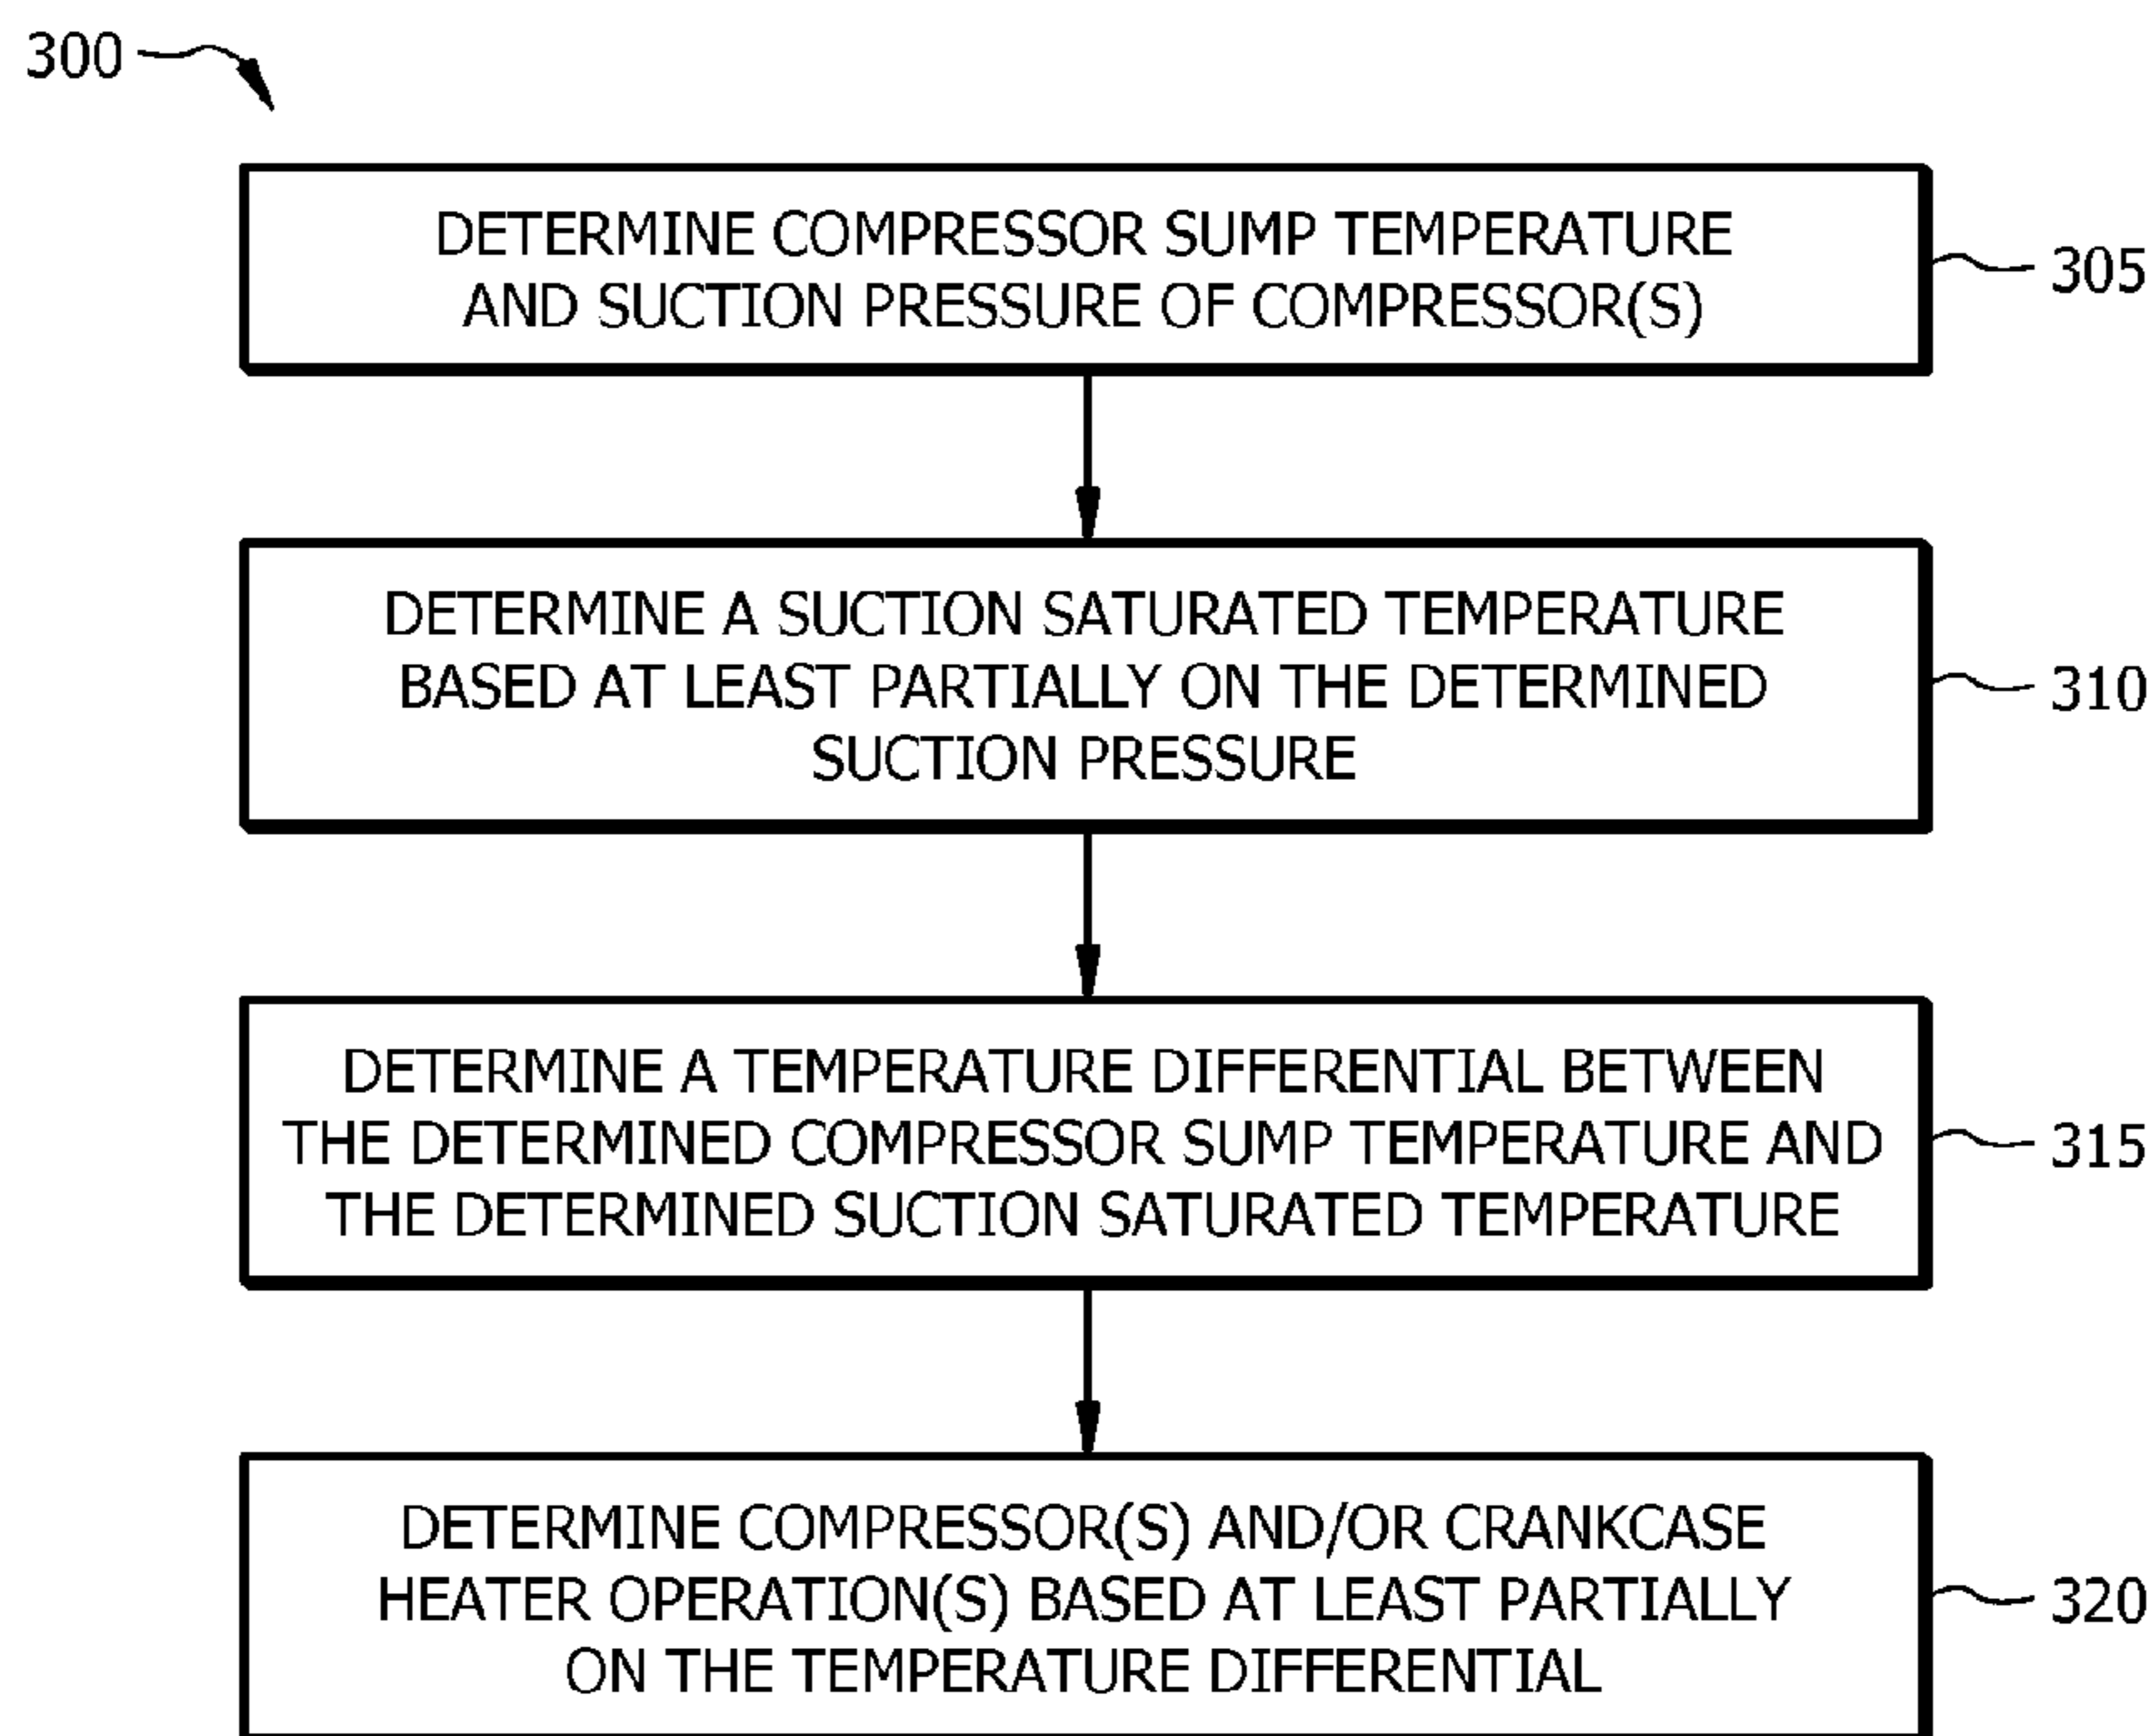 300
DETERMINE COMPRESSOR SUMP TEMPERATURE
AND SUCTION PRESSURE OF COMPRESSOR(S)
305
DETERMINE A SUCTION SATURATED TEMPERATURE
BASED AT LEAST PARTIALLY ON THE DETERMINED
SUCTION PRESSURE
310
DETERMINE A TEMPERATURE DIFFERENTIAL BETWEEN
THE DETERMINED COMPRESSOR SUMP TEMPERATURE AND
THE DETERMINED SUCTION SATURATED TEMPERATURE
315
DETERMINE COMPRESSOR(S) AND/OR CRANKCASE
HEATER OPERATION(S) BASED AT LEAST PARTIALLY
ON THE TEMPERATURE DIFFERENTIAL
320